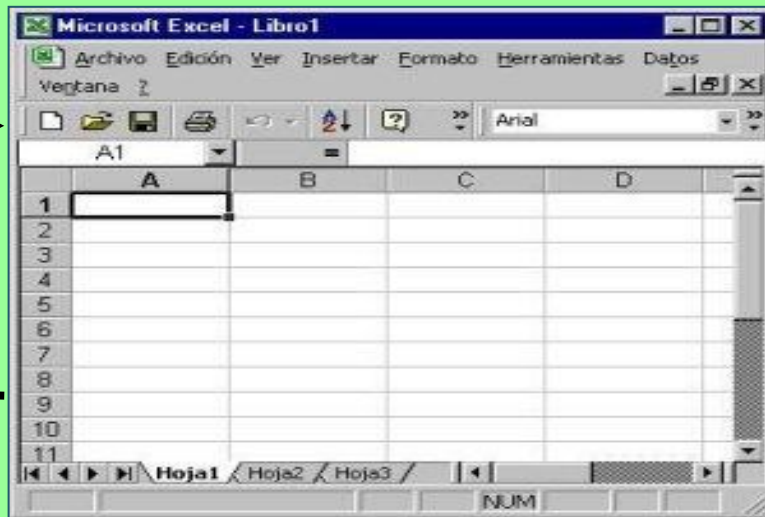 Microsoft Excel - Libro1
Archivo Edición Ver Insertar Formato Herramientas Datos
Ventana ?
Arial
A1 =
A B C D
1
2
3
4
5
6
7
8
9
10
11
Hoja1 Hoja2 Hoja3
NUM